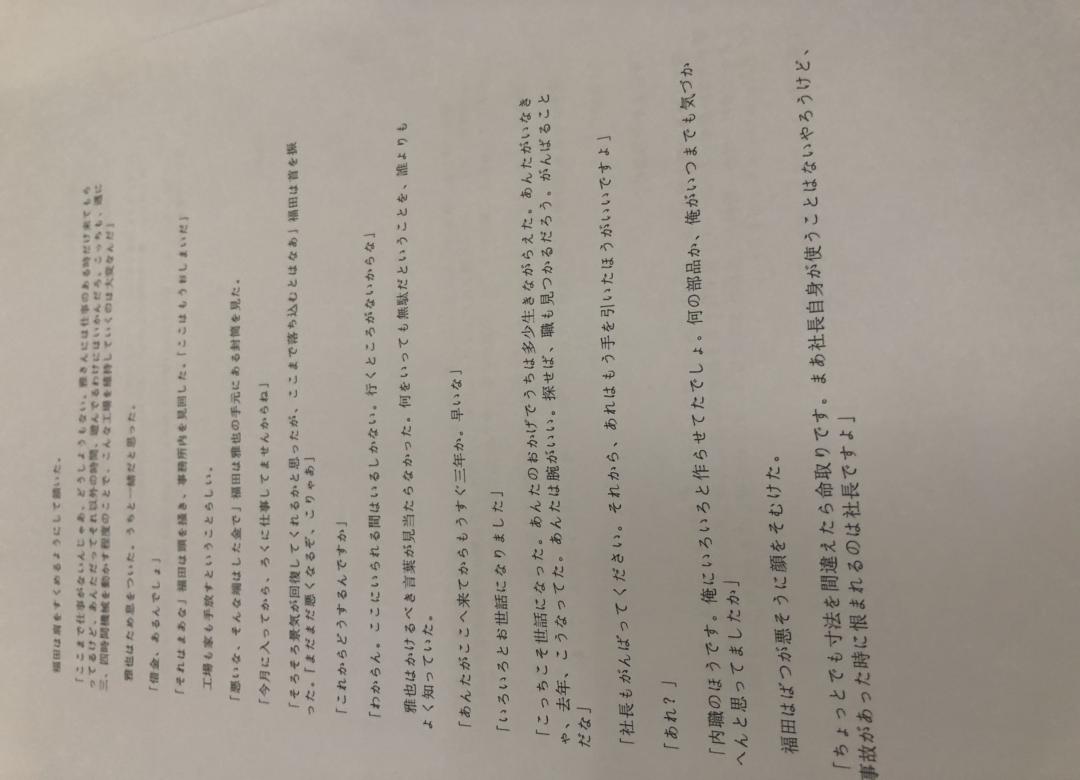 福田は肩をすくめるようにして頷いた。
「ここまで仕事がないんじゃあ、どうしようもない。雅さんには仕事のある時だけ来てもら
ってるけど、あんただってそれ以外の時間、遊んでるわけにはいかんだろ。こっちも、週に
三、四時間機械を動かす程度のことで、こんな工場を維持していくのは大変なんだ」
雅也はため息をついた。うちと一緒だと思った。
「借金、あるんでしょ」
「それはまあな」福田は頭を掻き、事務所内を見回した。「ここはもうおしまいだ」
工場も家も手放すということらしい。
「悪いな、そんな端はした金で」福田は雅也の手元にある封筒を見た。
「今月に入ってから、ろくに仕事してませんからね」
「そろそろ景気が回復してくれるかと思ったが、ここまで落ち込むとはなあ」福田は首を振
った。「まだまだ悪くなるぞ、こりゃあ」
「これからどうするんですか」
「わからん。ここにいられる間はいるしかない。行くところがないからな」
雅也はかけるべき言葉が見当たらなかった。何をいっても無駄だということを、誰よりも
よく知っていた。
「あんたがここへ来てからもうすぐ三年か。早いな」
「いろいろとお世話になりました」
「こっちこそ世話になった。あんたのおかげでうちは多少生きながらえた。あんたがいなき
ゃ、去年、こうなってた。あんたは腕がいい。探せば、職も見つかるだろう。がんばること
だな」
「社長もがんばってください。それから、あれはもう手を引いたほうがいいですよ」
「あれ?」
「内職のほうです。俺にいろいろと作らせてたでしょ。何の部品か、俺がいつまでも気づか
へんと思ってましたか」
福田はばつが悪そうに顔をそむけた。
「ちょっとでも寸法を間違えたら命取りです。まあ社長自身が使うことはないやろうけど、
事故があった時に恨まれるのは社長ですよ」